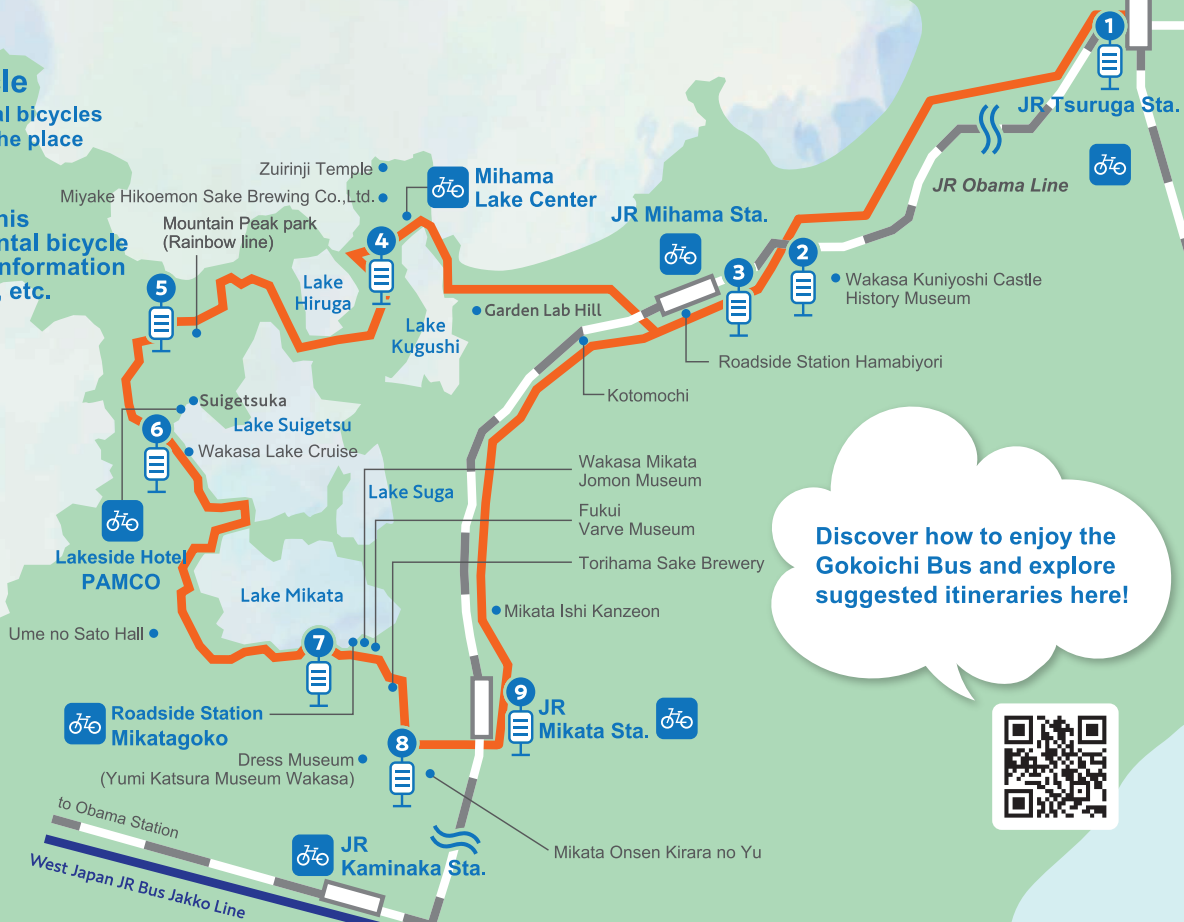 1
JR Tsuruga Sta.
JR Obama Line
al bicycles
he place
his
ntal bicycle
nformation
, etc.
Zuirinji Temple
Miyake Hikoemon Sake Brewing Co.,Ltd.
Mountain Peak park
(Rainbow line)
Mihama
Lake Center
JR Mihama Sta.
4
5
2
3
Wakasa Kuniyoshi Castle
History Museum
Lake
Hiruga
Lake
Kugushi
Garden Lab Hill
Roadside Station Hamabiyori
Kotomochi
Suigetsuka
Lake Suigetsu
6
Wakasa Lake Cruise
Lake Suga
Wakasa Mikata
Jomon Museum
Fukui
Varve Museum
Torihama Sake Brewery
Lakeside Hotel
PAMCO
Lake Mikata
Mikata Ishi Kanzeon
Ume no Sato Hall
7
Roadside Station
Mikatagoko
9
JR
Mikata Sta.
8
Dress Museum
(Yumi Katsura Museum Wakasa)
Mikata Onsen Kirara no Yu
to Obama Station
JR
Kaminaka Sta.
West Japan JR Bus Jakko Line
Discover how to enjoy the
Gokoichi Bus and explore
suggested itineraries here!